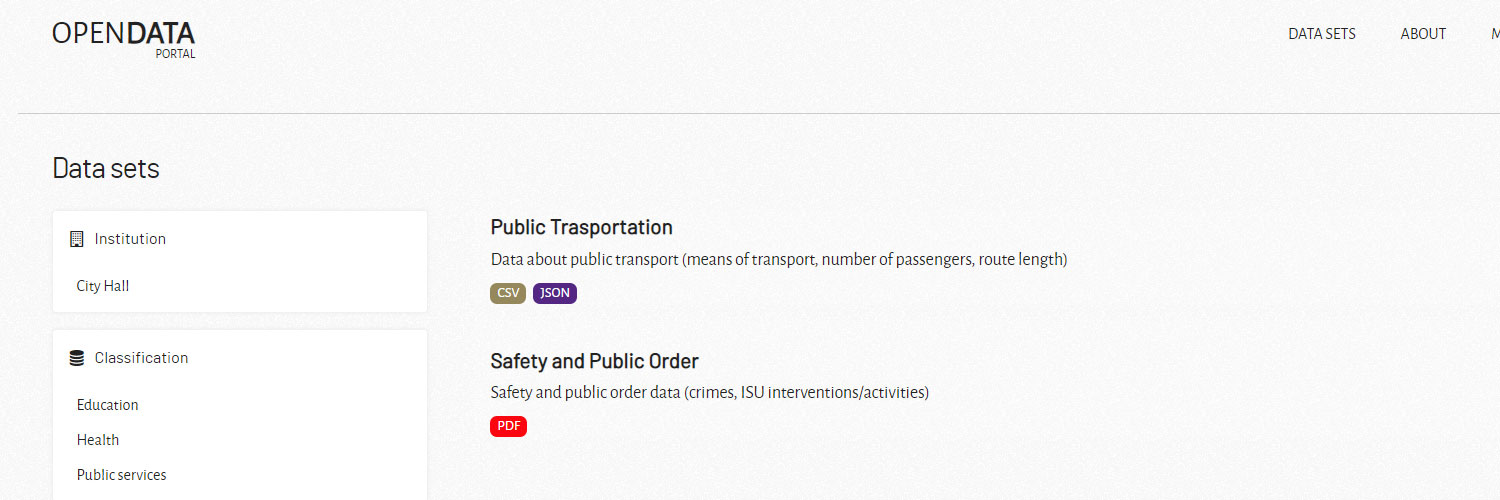 OPENDATA
PORTAL
DATA SETS
ABOUT
Data sets
Institution
City Hall
Classification
Education
Health
Public services
Public Trasportation
Data about public transport (means of transport, number of passengers, route length)
CSV JSON
Safety and Public Order
Safety and public order data (crimes, ISU interventions/activities)
PDF